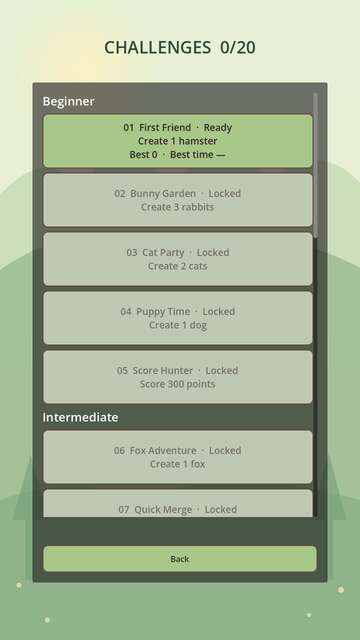 CHALLENGES 0/20
Beginner
01 First Friend · Ready
Create 1 hamster
Best 0 · Best time —
02 Bunny Garden · Locked
Create 3 rabbits
03 Cat Party · Locked
Create 2 cats
04 Puppy Time · Locked
Create 1 dog
05 Score Hunter · Locked
Score 300 points
Intermediate
06 Fox Adventure · Locked
Create 1 fox
07 Quick Merge · Locked
Back